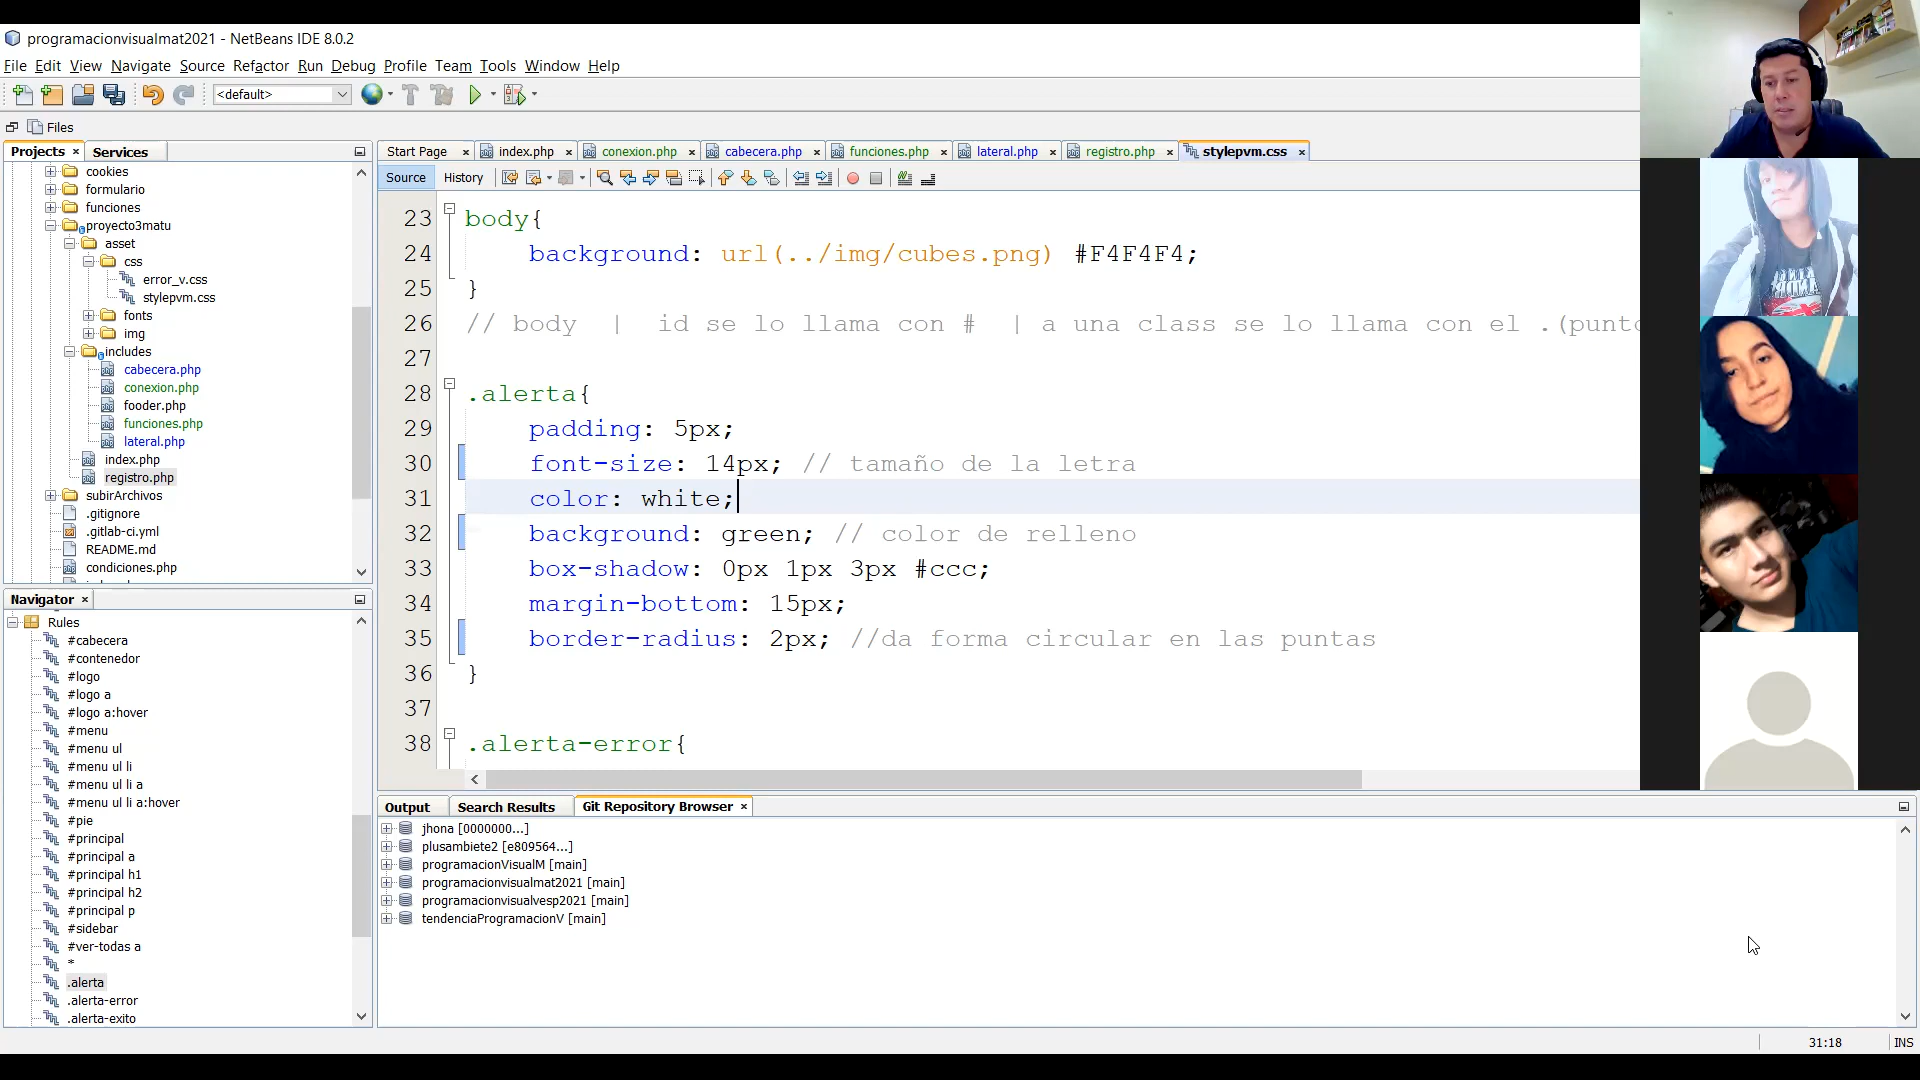 programacionvisualmat2021 - NetBeans IDE 8.0.2
File Edit View Navigate Source Refactor Run Debug Profile Team Tools Window Help
<default>
Files
Projects × Services
Start Page × index.php × conexion.php × cabecera.php × funciones.php × lateral.php × registro.php × stylepvm.css ×
Source History
cookies
formulario
funciones
proyecto3matu
asset
css
error_v.css
stylepvm.css
fonts
img
includes
cabecera.php
conexion.php
fooder.php
funciones.php
lateral.php
index.php
registro.php
subirArchivos
.gitignore
.gitlab-ci.yml
README.md
condiciones.php
23 body{
24 background: url(../img/cubes.png) #F4F4F4;
25 }
26 // body | id se lo llama con # | a una class se lo llama con el .(punto
27
28 .alerta{
29 padding: 5px;
30 font-size: 14px; // tamaño de la letra
31 color: white;
32 background: green; // color de relleno
33 box-shadow: 0px 1px 3px #ccc;
34 margin-bottom: 15px;
35 border-radius: 2px; //da forma circular en las puntas
36 }
37
38 .alerta-error{
Navigator ×
Rules
#cabecera
#contenedor
#logo
#logo a
#logo a:hover
#menu
#menu ul
#menu ul li
#menu ul li a
#menu ul li a:hover
#pie
#principal
#principal a
#principal h1
#principal h2
#principal p
#sidebar
#ver-todas a
*
.alerta
.alerta-error
.alerta-exito
Output Search Results Git Repository Browser ×
jhona [0000000...]
plusambiete2 [e809564...]
programacionVisualM [main]
programacionvisualmat2021 [main]
programacionvisualvesp2021 [main]
tendenciaProgramacionV [main]
31:18 INS